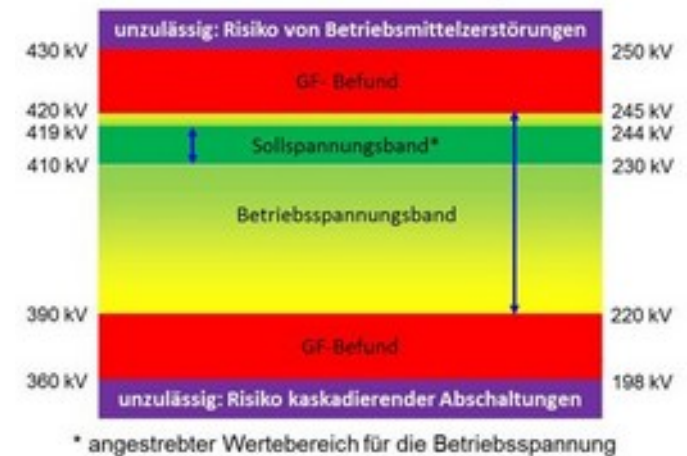 unzulässig: Risiko von Betriebsmittelzerstörungen
430 kV 250 kV
GF- Befund
420 kV 245 kV
419 kV 244 kV
Sollspannungsband*
410 kV 230 kV
Betriebsspannungsband
390 kV 220 kV
GF-Befund
360 kV 198 kV
unzulässig: Risiko kaskadierender Abschaltungen
* angestrebter Wertebereich für die Betriebsspannung